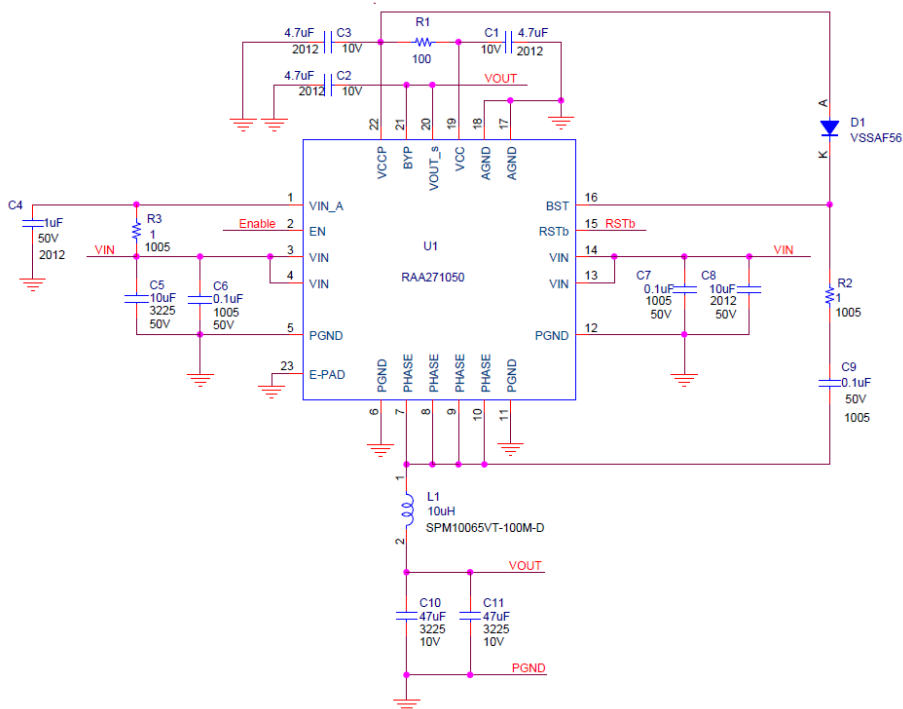 4.7uF C3
2012 10V
R1
100
C1 4.7uF
10V 2012
4.7uF C2
2012 10V
VOUT
22
21
20
19
18
17
VCCP
BYP
VOUT_s
VCC
AGND
AGND
A
D1
VSSAF56
K
C4
1uF
50V
2012
R3
1
1005
1 VIN_A
Enable 2 EN
VIN 3 VIN
4 VIN
C5
10uF
3225
50V
C6
0.1uF
1005
50V
5 PGND
23 E-PAD
U1
RAA271050
BST 16
RSTb 15 RSTb
VIN 14 VIN
VIN 13
PGND 12
C7
0.1uF
1005
50V
C8
10uF
2012
50V
R2
1
1005
C9
0.1uF
50V
1005
PGND
PHASE
PHASE
PHASE
PHASE
PGND
6
7
8
9
10
11
1
L1
10uH
SPM10065VT-100M-D
2
VOUT
C10
47uF
3225
10V
C11
47uF
3225
10V
PGND